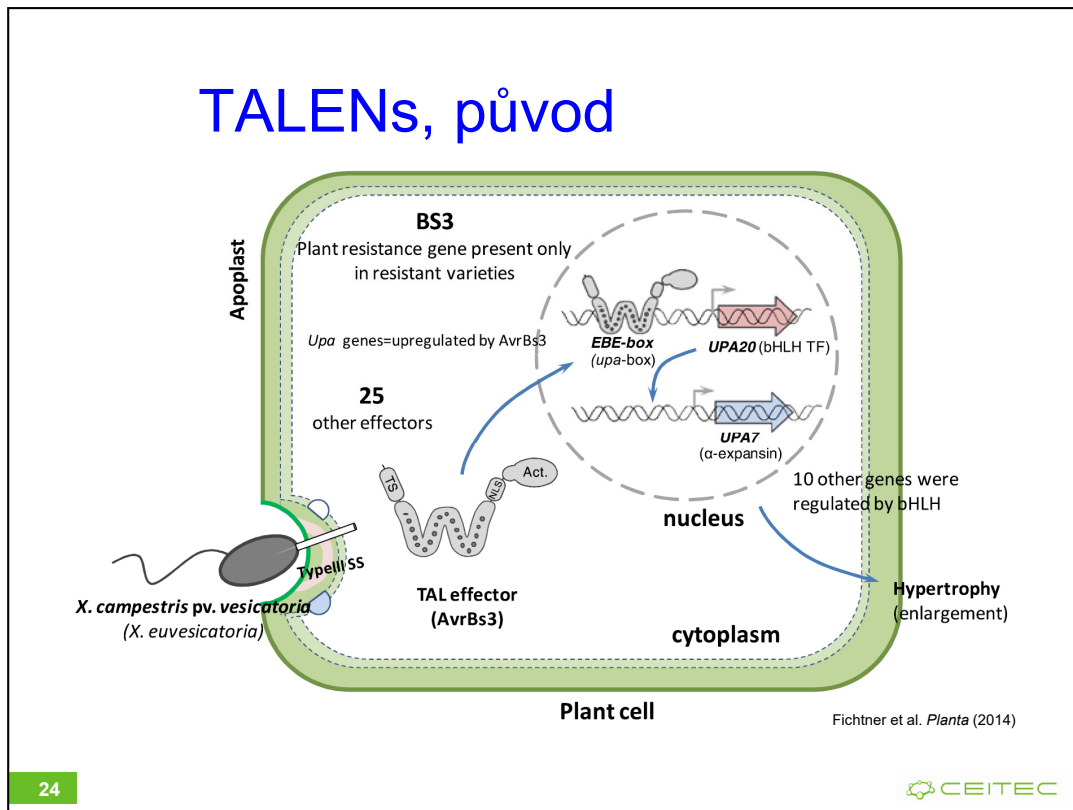 TALENs, původ
Apoplast
BS3
Plant resistance gene present only
in resistant varieties
Upa genes=upregulated by AvrBs3
25
other effectors
EBE-box
(upa-box)
UPA20 (bHLH TF)
UPA7
(α-expansin)
TS
NLS
Act.
10 other genes were
regulated by bHLH
nucleus
TypeIII SS
TAL effector
(AvrBs3)
X. campestris pv. vesicatoria
(X. euvesicatoria)
Hypertrophy
(enlargement)
cytoplasm
Plant cell
Fichtner et al. Planta (2014)
24
CEITEC